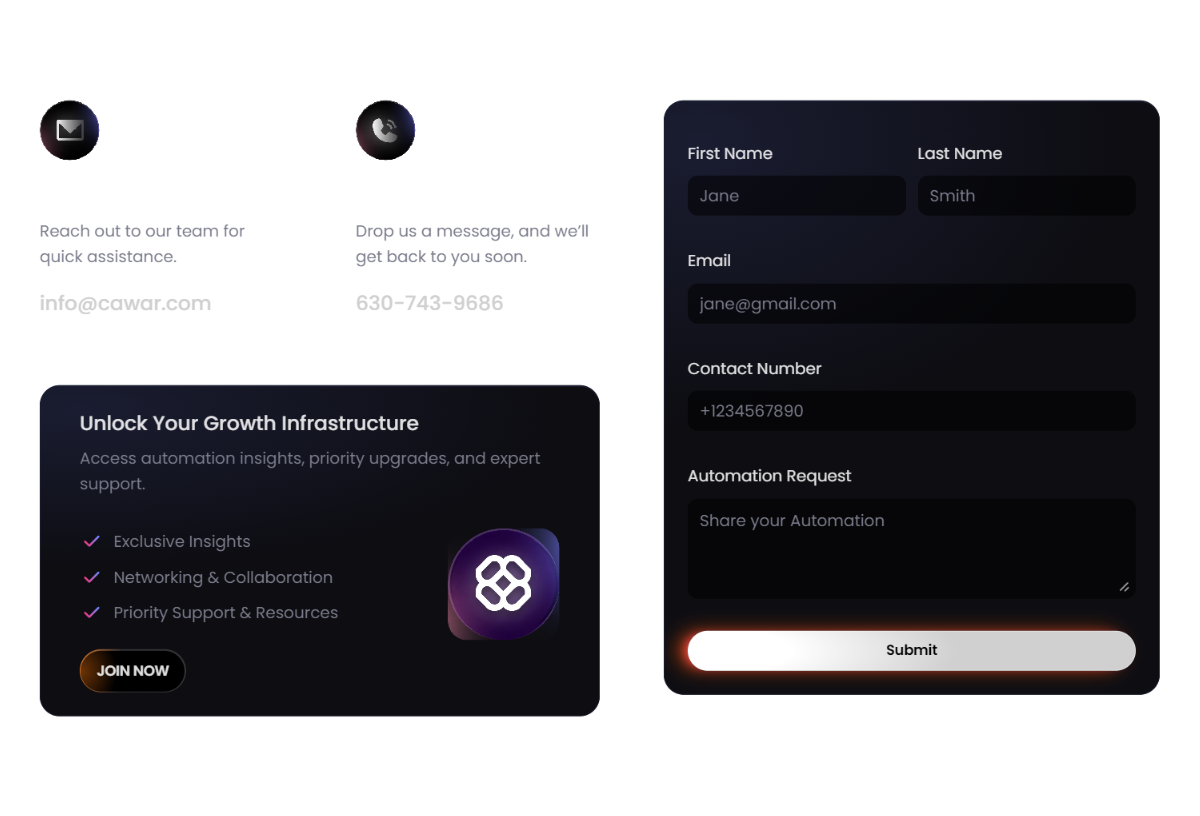 Reach out to our team for
quick assistance.
info@cawar.com
Drop us a message, and we’ll
get back to you soon.
630-743-9686
Unlock Your Growth Infrastructure
Access automation insights, priority upgrades, and expert
support.
Exclusive Insights
Networking & Collaboration
Priority Support & Resources
JOIN NOW
First Name
Last Name
Jane
Smith
Email
jane@gmail.com
Contact Number
+1234567890
Automation Request
Share your Automation
Submit